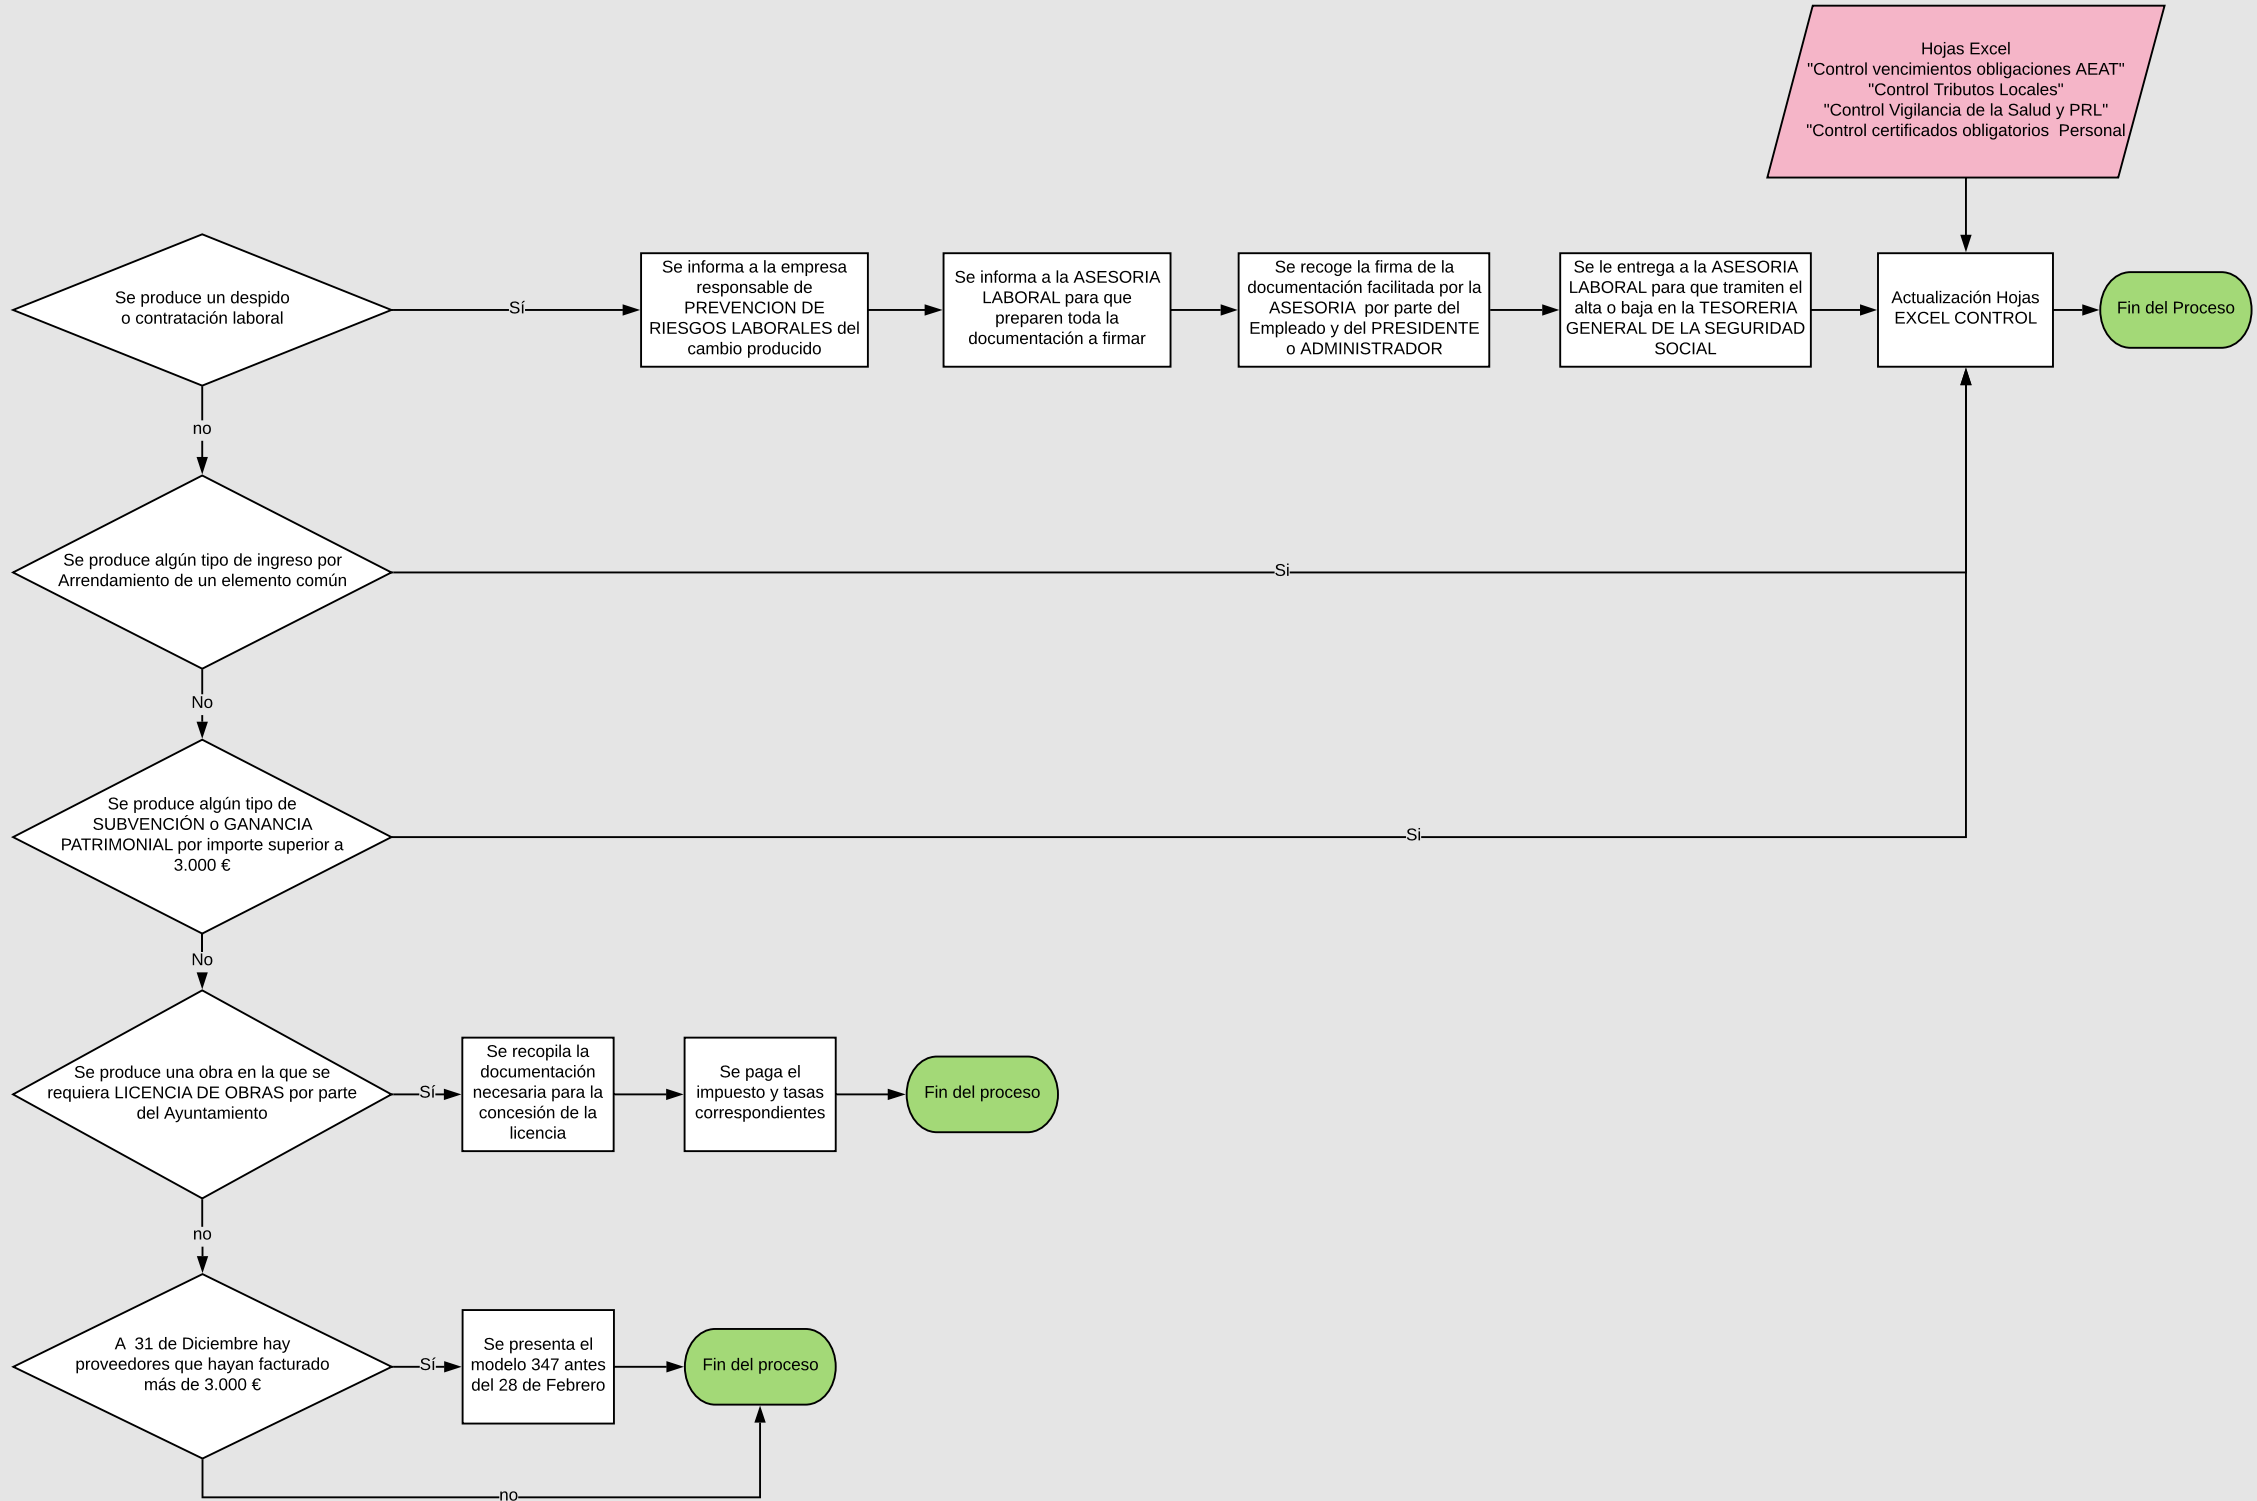 Hojas Excel
"Control vencimientos obligaciones AEAT"
"Control Tributos Locales"
"Control Vigilancia de la Salud y PRL"
"Control certificados obligatorios  Personal
Se produce un despido
o contratación laboral
Sí
Se informa a la empresa
responsable de
PREVENCION DE
RIESGOS LABORALES del
cambio producido
Se informa a la ASESORIA
LABORAL para que
preparen toda la
documentación a firmar
Se recoge la firma de la
documentación facilitada por la
ASESORIA  por parte del
Empleado y del PRESIDENTE
o ADMINISTRADOR
Se le entrega a la ASESORIA
LABORAL para que tramiten el
alta o baja en la TESORERIA
GENERAL DE LA SEGURIDAD
SOCIAL
Actualización Hojas
EXCEL CONTROL
Fin del Proceso
no
Se produce algún tipo de ingreso por
Arrendamiento de un elemento común
Si
No
Se produce algún tipo de
SUBVENCIÓN o GANANCIA
PATRIMONIAL por importe superior a
3.000 €
Si
No
Se produce una obra en la que se
requiera LICENCIA DE OBRAS por parte
del Ayuntamiento
Sí
Se recopila la
documentación
necesaria para la
concesión de la
licencia
Se paga el
impuesto y tasas
correspondientes
Fin del proceso
no
A  31 de Diciembre hay
proveedores que hayan facturado
más de 3.000 €
Sí
Se presenta el
modelo 347 antes
del 28 de Febrero
Fin del proceso
no